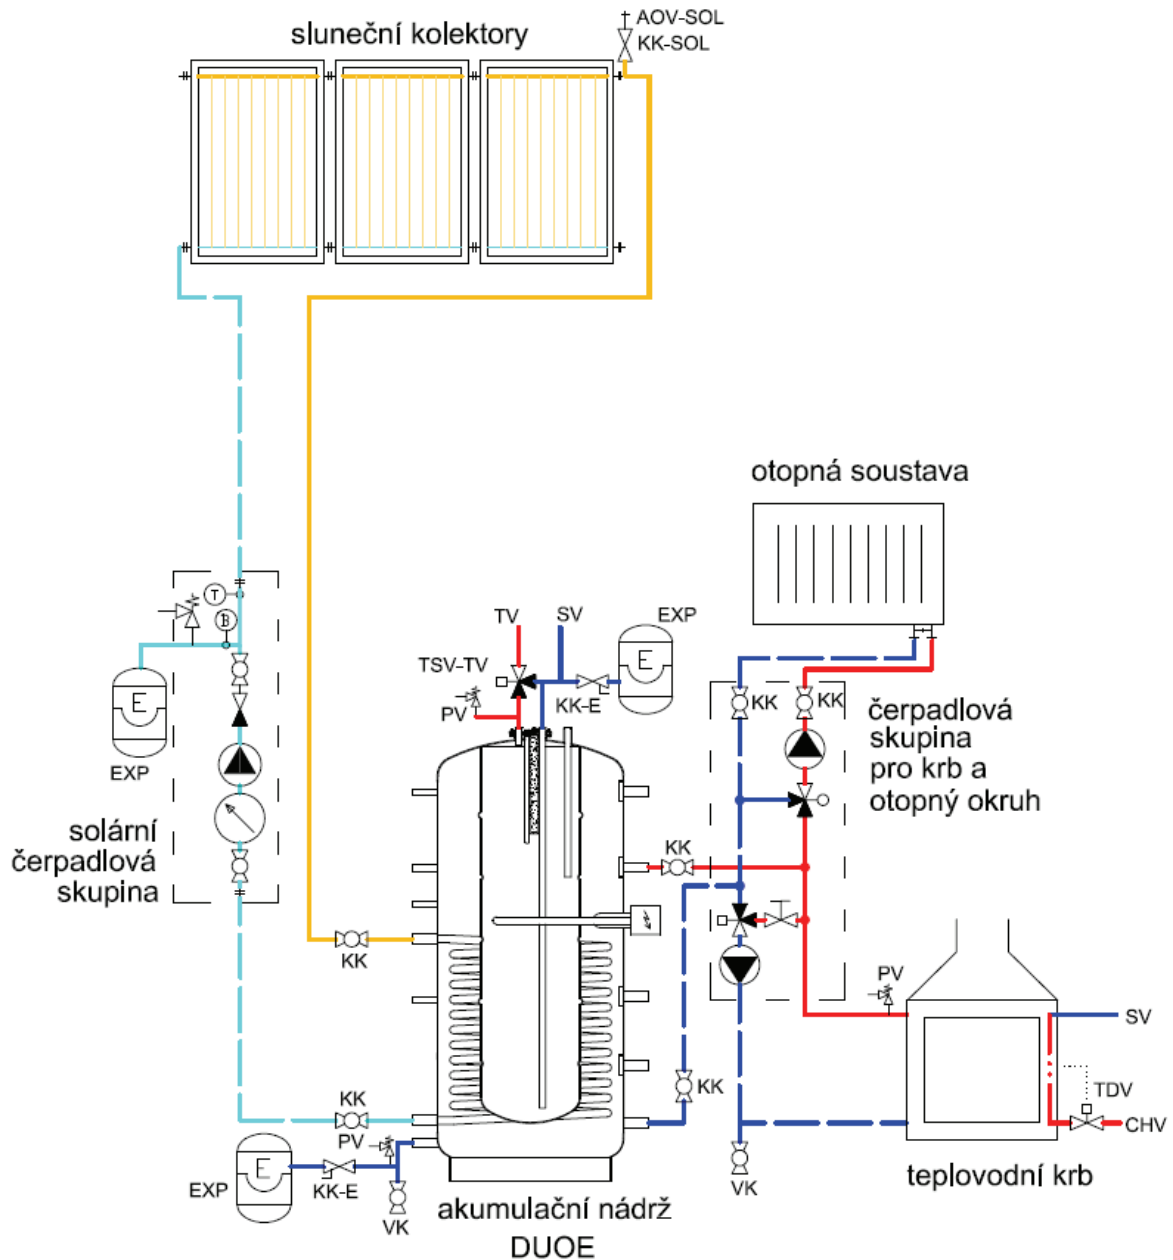 AOV-SOL
KK-SOL
sluneční kolektory
otopná soustava
T
B
E
EXP
solární
čerpadlová
skupina
TV
SV
EXP
E
TSV-TV
PV
KK-E
KK
KK
čerpadlová
skupina
pro krb a
otopný okruh
KK
KK
PV
SV
TDV
CHV
KK
KK
PV
E
EXP
KK-E
VK
VK
teplovodní krb
akumulační nádrž
DUOE